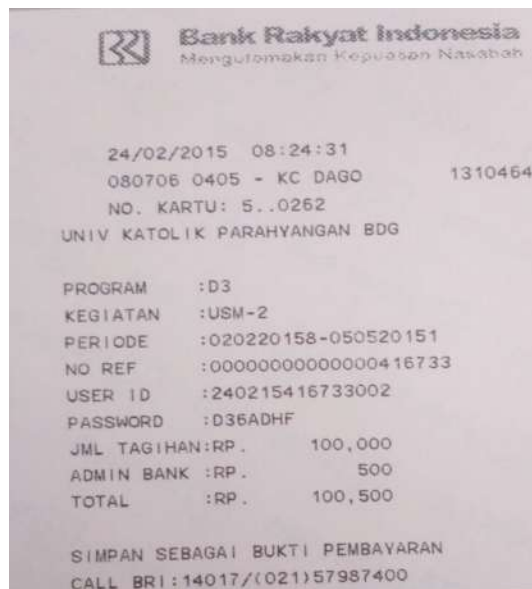 Bank Rakyat Indonesia
Mengutamakan Kepuasan Nasabah
24/02/2015 08:24:31
080706 0405 - KC DAGO 1310464
NO. KARTU: 5..0262
UNIV KATOLIK PARAHYANGAN BDG
PROGRAM :D3
KEGIATAN :USM-2
PERIODE :020220158-050520151
NO REF :00000000000000416733
USER ID :240215416733002
PASSWORD :D36ADHF
JML TAGIHAN:RP. 100,000
ADMIN BANK :RP. 500
TOTAL :RP. 100,500
SIMPAN SEBAGAI BUKTI PEMBAYARAN
CALL BRI:14017/(021)57987400